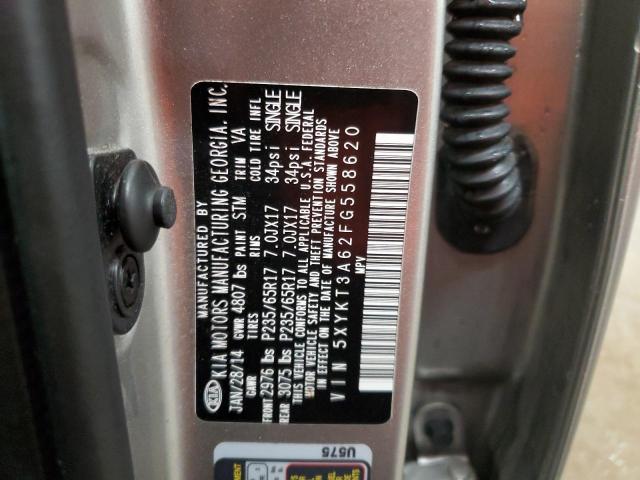 MANUFACTURED BY
KIA KIA MOTORS MANUFACTURING GEORGIA, INC.
JAN/28/14 GVWR 4807 lbs PAINT STM TRIM VA
GAWR TIRES RIMS COLD TIRE INFL
FRONT 2976 lbs P235/65R17 7.0JX17 34psi SINGLE
REAR 3075 lbs P235/65R17 7.0JX17 34psi SINGLE
THIS VEHICLE CONFORMS TO ALL APPLICABLE U.S.A. FEDERAL
MOTOR VEHICLE SAFETY AND THEFT PREVENTION STANDARDS
IN EFFECT ON THE DATE OF MANUFACTURE SHOWN ABOVE
VIN 5XYKT3A62FG558620
MPV
U575